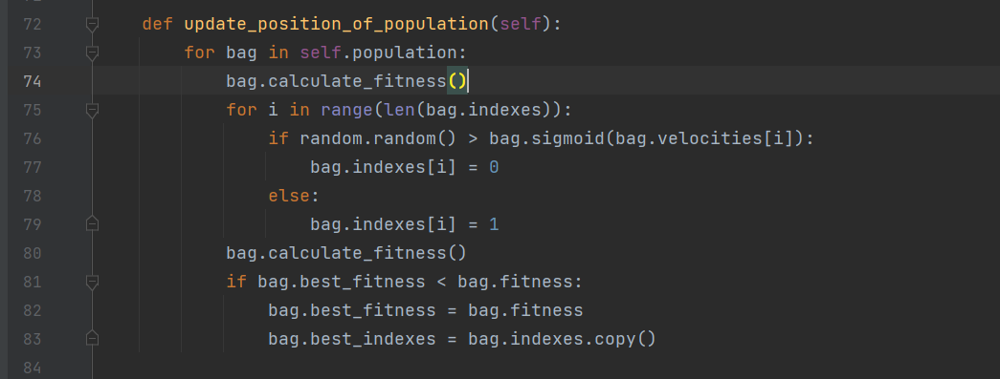 72 def update_position_of_population(self):
73 for bag in self.population:
74 bag.calculate_fitness()
75 for i in range(len(bag.indexes)):
76 if random.random() > bag.sigmoid(bag.velocities[i]):
77 bag.indexes[i] = 0
78 else:
79 bag.indexes[i] = 1
80 bag.calculate_fitness()
81 if bag.best_fitness < bag.fitness:
82 bag.best_fitness = bag.fitness
83 bag.best_indexes = bag.indexes.copy()
84